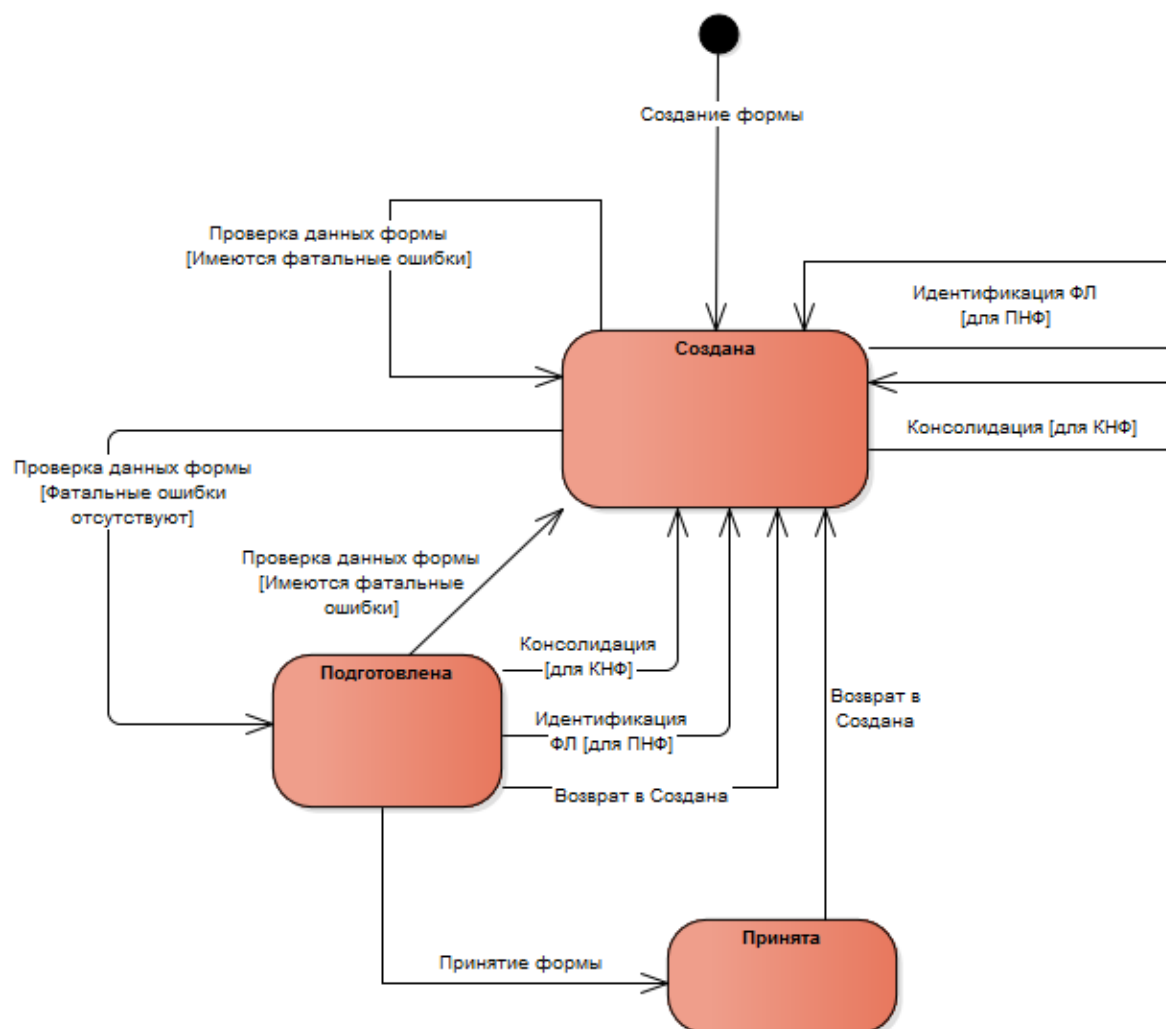 Создание формы
Проверка данных формы
[Имеются фатальные ошибки]
Идентификация ФЛ
[для ПНФ]
Создана
Консолидация [для КНФ]
Проверка данных формы
[Фатальные ошибки
отсутствуют]
Проверка данных формы
[Имеются фатальные
ошибки]
Консолидация
[для КНФ]
Подготовлена
Идентификация
ФЛ [для ПНФ]
Возврат в
Создана
Возврат в Создана
Принята
Принятие формы